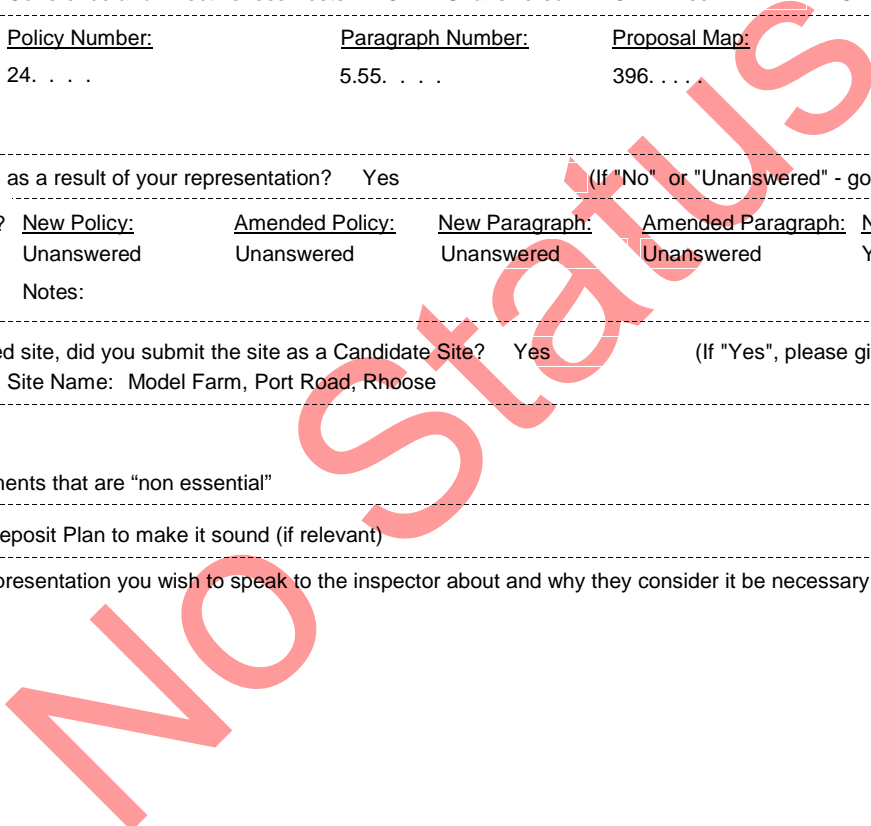 Policy Number: Paragraph Number: Proposal Map:
24. . . . 5.55. . . . 396. . . . .
as a result of your representation? Yes (If "No" or "Unanswered" - go
? New Policy: Amended Policy: New Paragraph: Amended Paragraph: N
Unanswered Unanswered Unanswered Unanswered Y
Notes:
ed site, did you submit the site as a Candidate Site? Yes (If "Yes", please gi
Site Name: Model Farm, Port Road, Rhoose
ments that are “non essential”
eposit Plan to make it sound (if relevant)
presentation you wish to speak to the inspector about and why they consider it be necessary
No Status